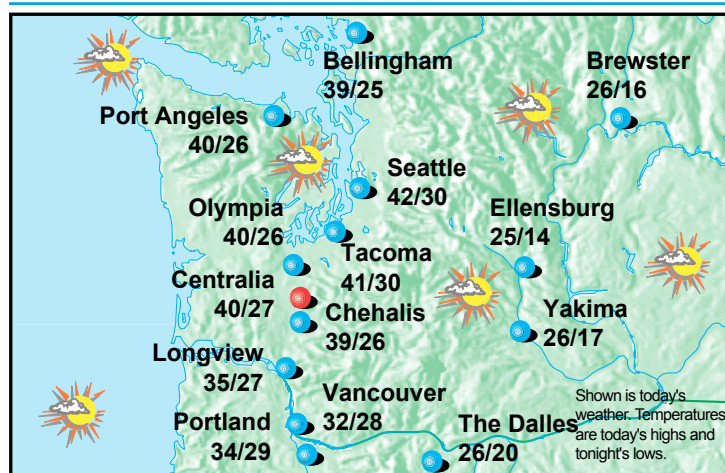 Bellingham
39/25
Brewster
26/16
Port Angeles
40/26
Seattle
42/30
Olympia
40/26
Ellensburg
25/14
Tacoma
41/30
Centralia
40/27
Chehalis
39/26
Yakima
26/17
Longview
35/27
Vancouver
32/28
Portland
34/29
The Dalles
26/20
Shown is today's
weather. Temperatures
are today's highs and
tonight's lows.